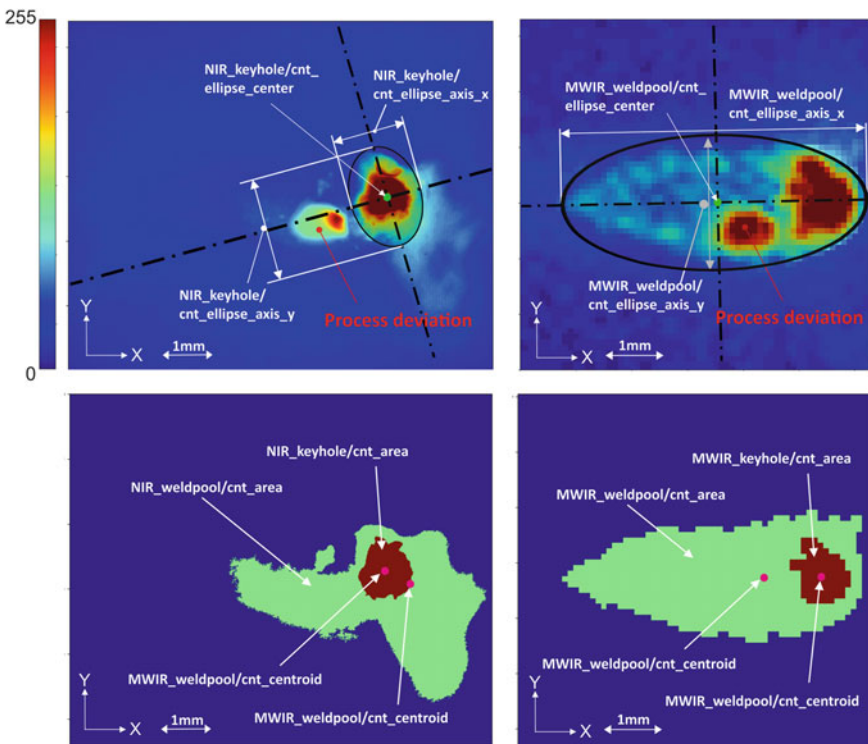 255
0
NIR_keyhole/cnt_
ellipse_center
NIR_keyhole/
cnt_ellipse_axis_x
NIR_keyhole/
cnt_ellipse_axis_y
Process deviation
Y
X
1mm
MWIR_weldpool/cnt_
ellipse_center
MWIR_weldpool/
cnt_ellipse_axis_x
MWIR_weldpool/
cnt_ellipse_axis_y
Process deviation
Y
X
1mm
NIR_keyhole/cnt_area
NIR_weldpool/cnt_area
MWIR_weldpool/cnt_centroid
MWIR_weldpool/cnt_centroid
Y
X
1mm
MWIR_keyhole/cnt_area
MWIR_weldpool/cnt_area
MWIR_weldpool/cnt_centroid
MWIR_weldpool/cnt_centroid
Y
X
1mm